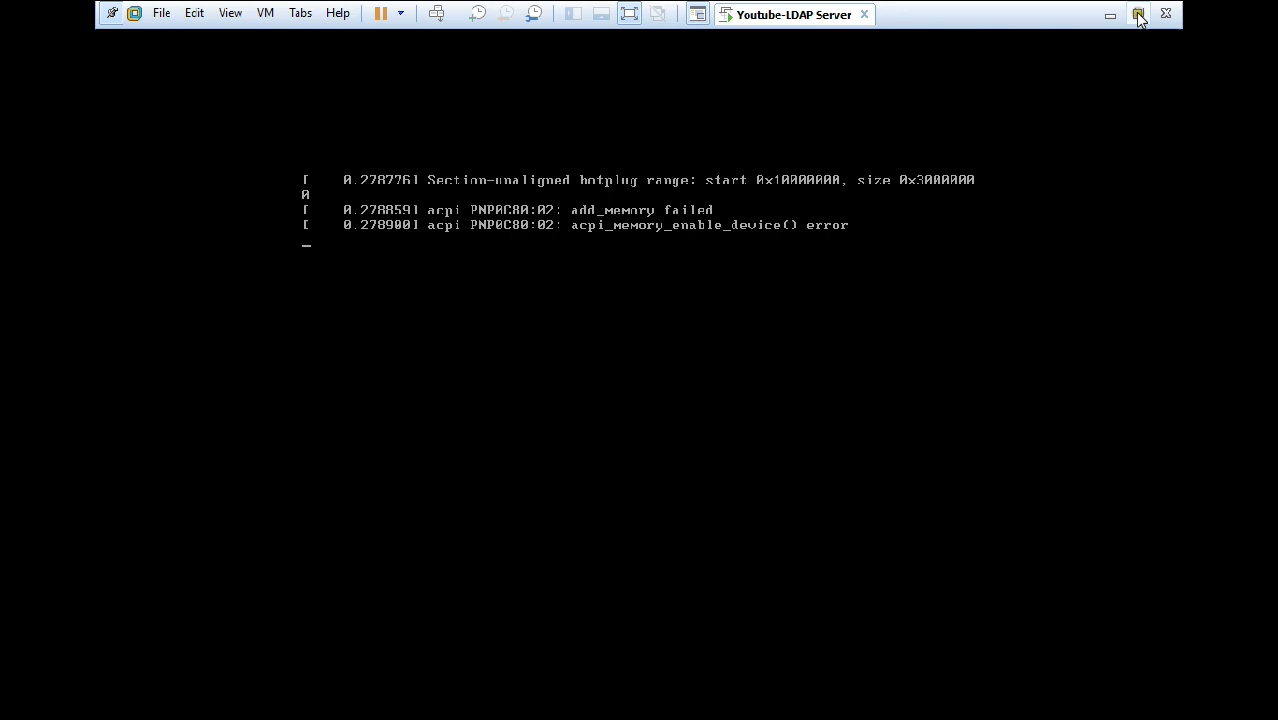 File Edit View VM Tabs Help Youtube-LDAP Server
[    0.278776] Section-unaligned hotplug range: start 0x10000000, size 0x3000000
0
[    0.278859] acpi PNP0C80:02: add_memory failed
[    0.278900] acpi PNP0C80:02: acpi_memory_enable_device() error